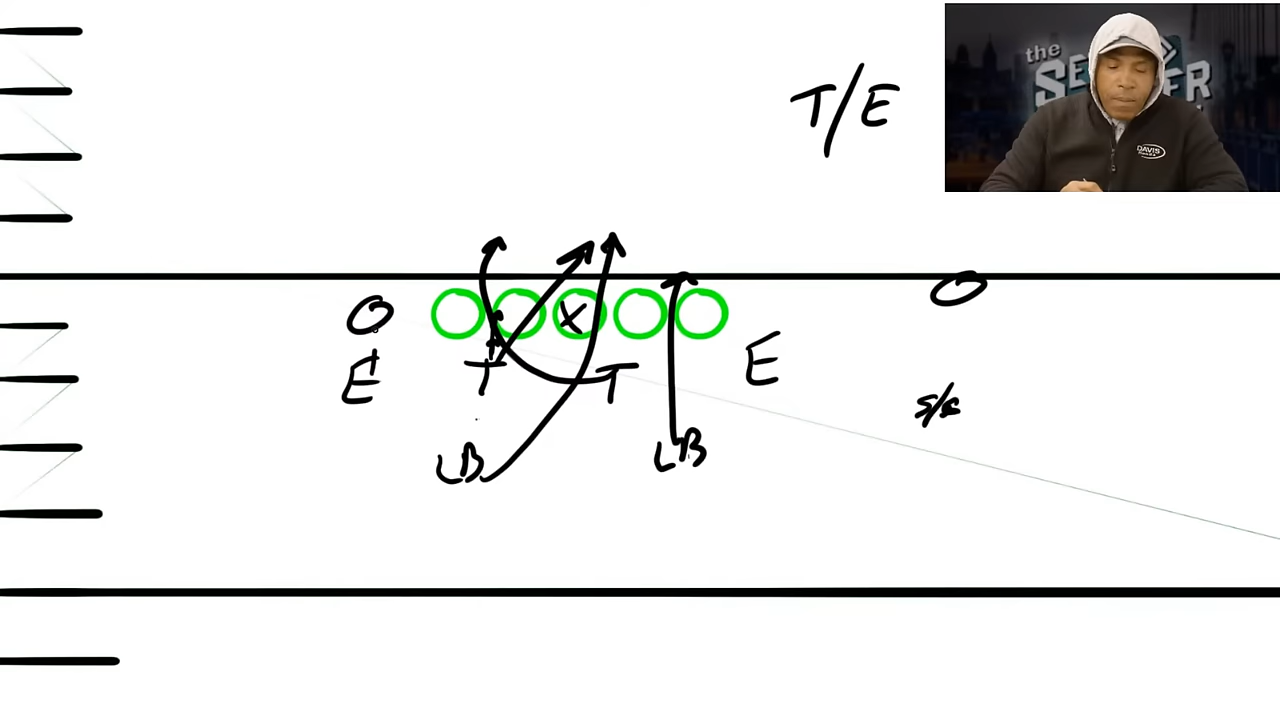 T/E
the
DAVIS
X
E T T E
LB LB